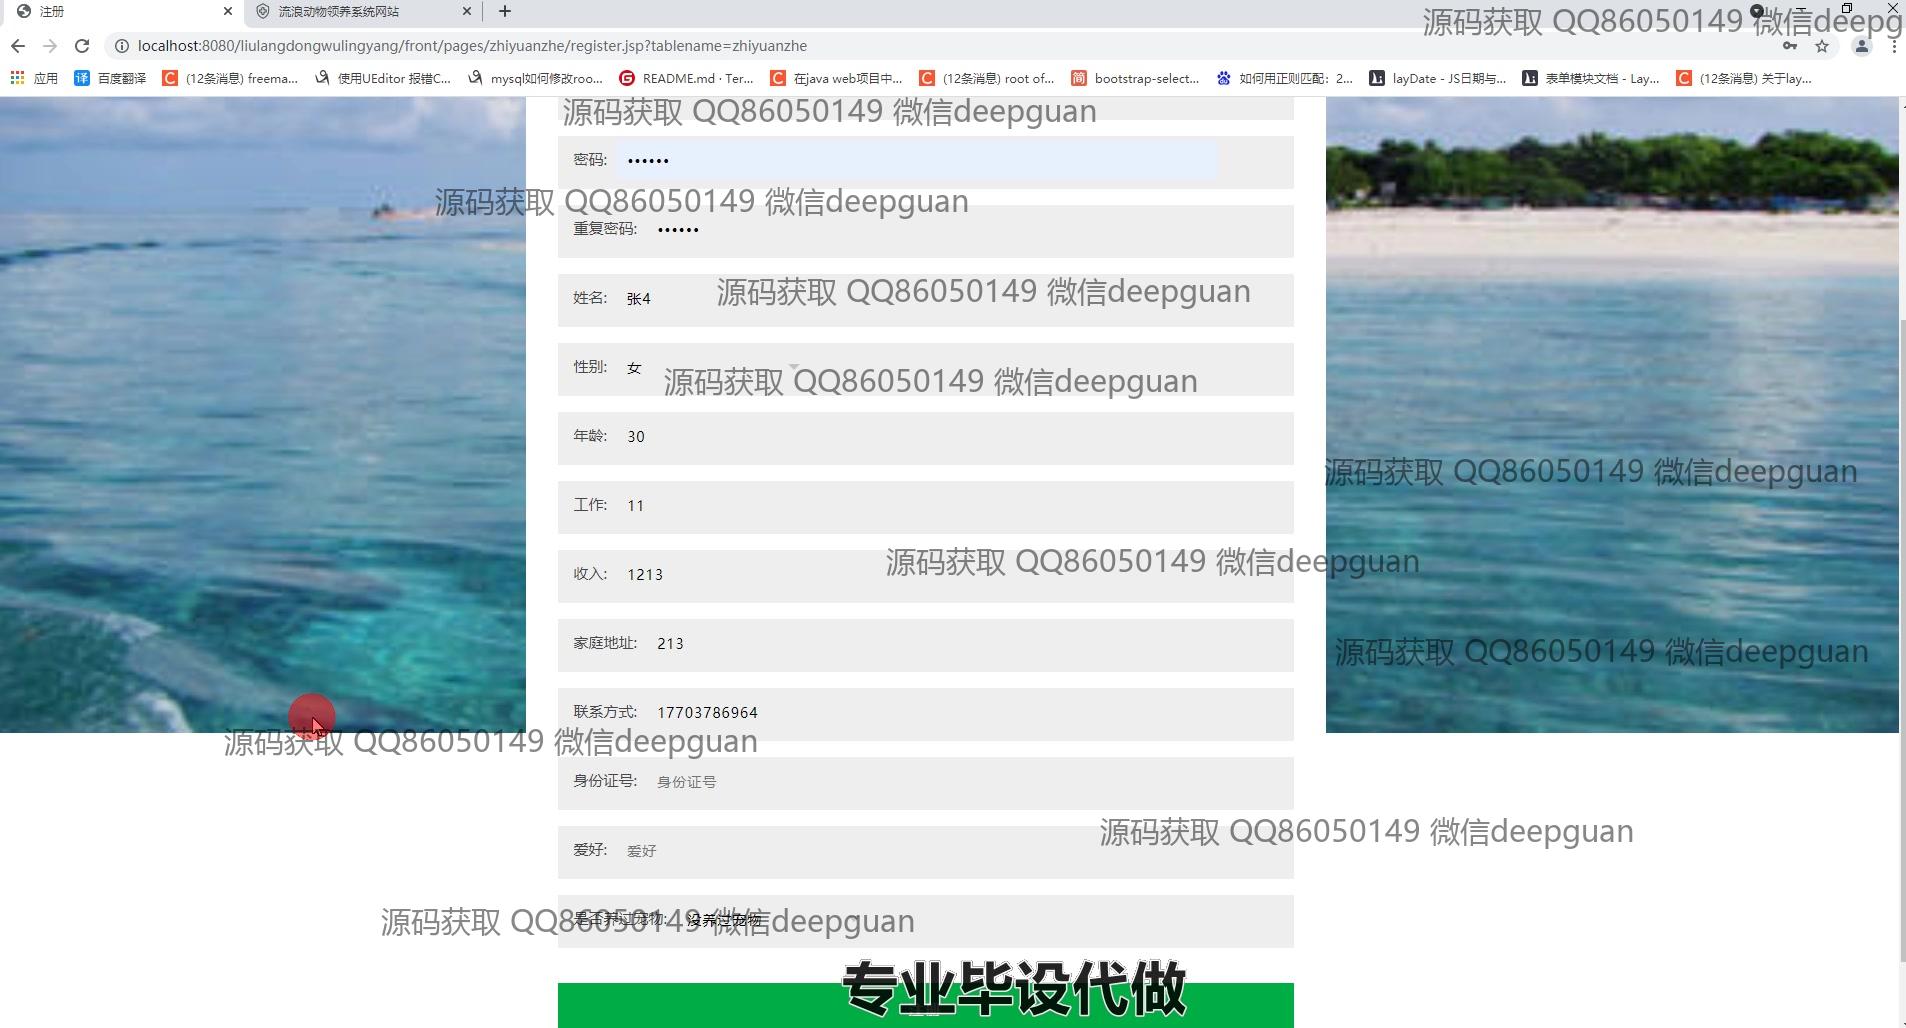 注册
流浪动物领养系统网站
源码获取 QQ86050149 微信deepg
localhost:8080/liulangdongwulingyang/front/pages/zhiyuanzhe/register.jsp?tablename=zhiyuanzhe
应用 百度翻译 (12条消息) freema... 使用UEditor 报错C... mysql如何修改roo... README.md · Ter... 在java web项目中... (12条消息) root of... bootstrap-select... 如何用正则匹配：2... layDate - JS日期与... 表单模块文档 - Lay... (12条消息) 关于lay...
源码获取 QQ86050149 微信deepguan
密码: ••••••
源码获取 QQ86050149 微信deepguan
重复密码: ••••••
姓名: 张4
源码获取 QQ86050149 微信deepguan
性别: 女
源码获取 QQ86050149 微信deepguan
年龄: 30
源码获取 QQ86050149 微信deepguan
工作: 11
源码获取 QQ86050149 微信deepguan
收入: 1213
家庭地址: 213
源码获取 QQ86050149 微信deepguan
联系方式: 17703786964
源码获取 QQ86050149 微信deepguan
身份证号: 身份证号
源码获取 QQ86050149 微信deepguan
爱好: 爱好
是否养过宠物: 没养过宠物
源码获取 QQ86050149 微信deepguan
专业毕设代做